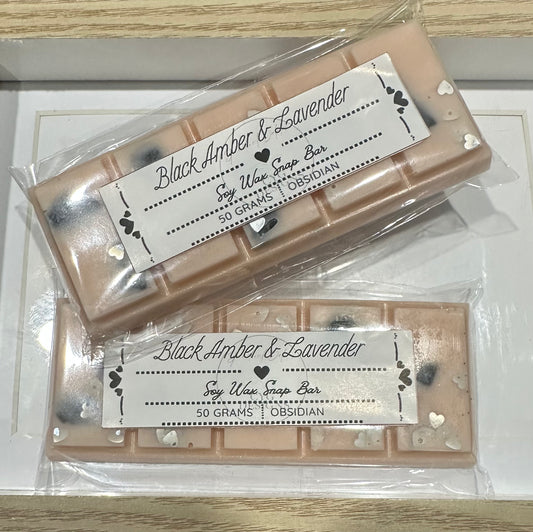 Black Amber & Lavender
Soy Wax Snap Bar
50 GRAMS OBSIDIAN
Black Amber & Lavender
Soy Wax Snap Bar
50 GRAMS OBSIDIAN